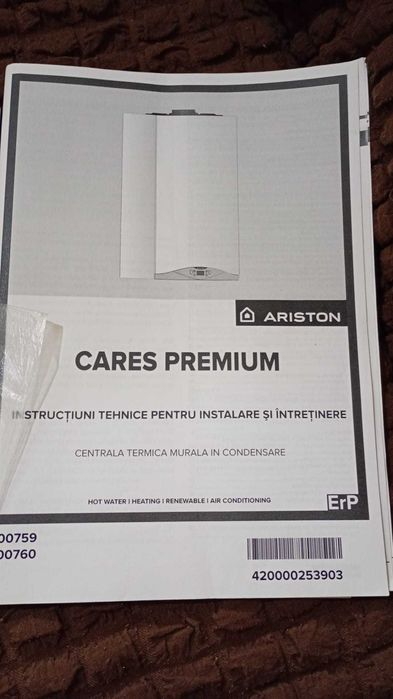 ARISTON
CARES PREMIUM
INSTRUCȚIUNI TEHNICE PENTRU INSTALARE ȘI ÎNTREȚINERE
CENTRALA TERMICA MURALA IN CONDENSARE
HOT WATER | HEATING | RENEWABLE | AIR CONDITIONING
ErP
00759
00760
420000253903